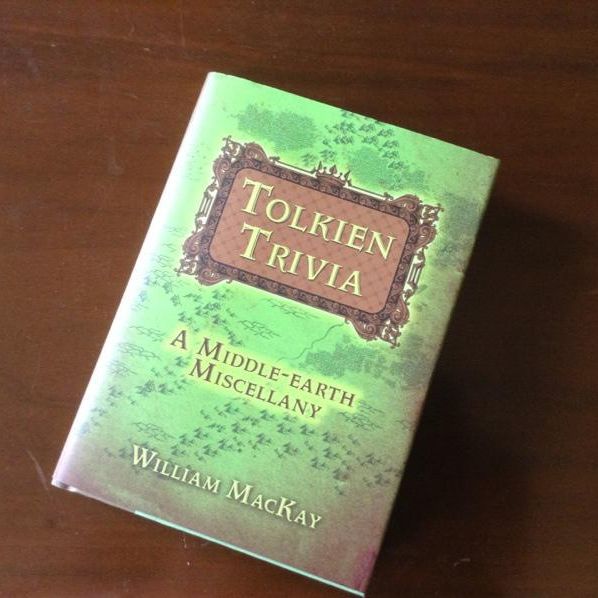 TOLKIEN
TRIVIA
A MIDDLE-EARTH
MISCELLANY
WILLIAM MACKAY